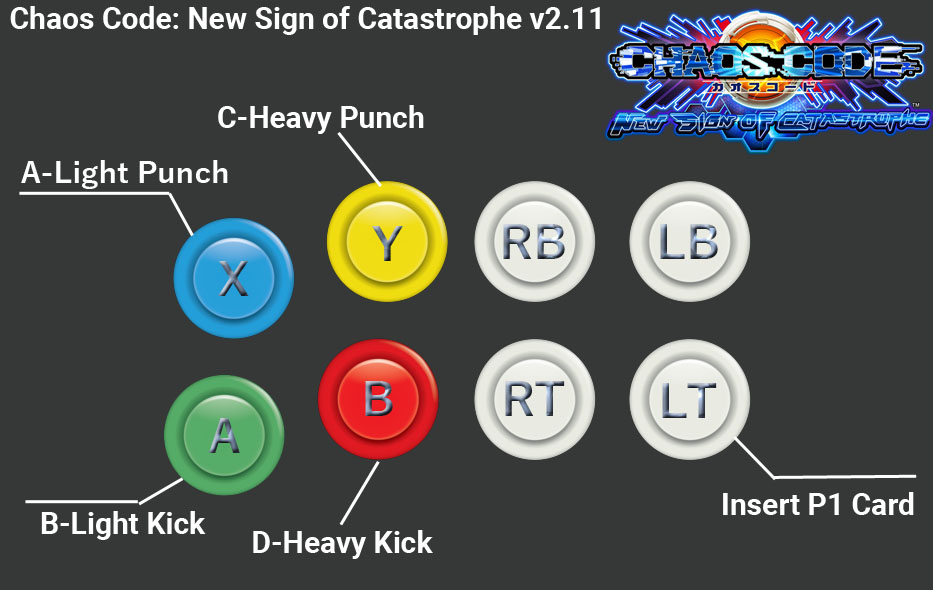 Chaos Code: New Sign of Catastrophe v2.11
CHAOS CODE
カオスコード
TM
NEW SIGN OF CATASTROPHE
C-Heavy Punch
A-Light Punch
X
Y
RB
LB
A
B
RT
LT
B-Light Kick
D-Heavy Kick
Insert P1 Card